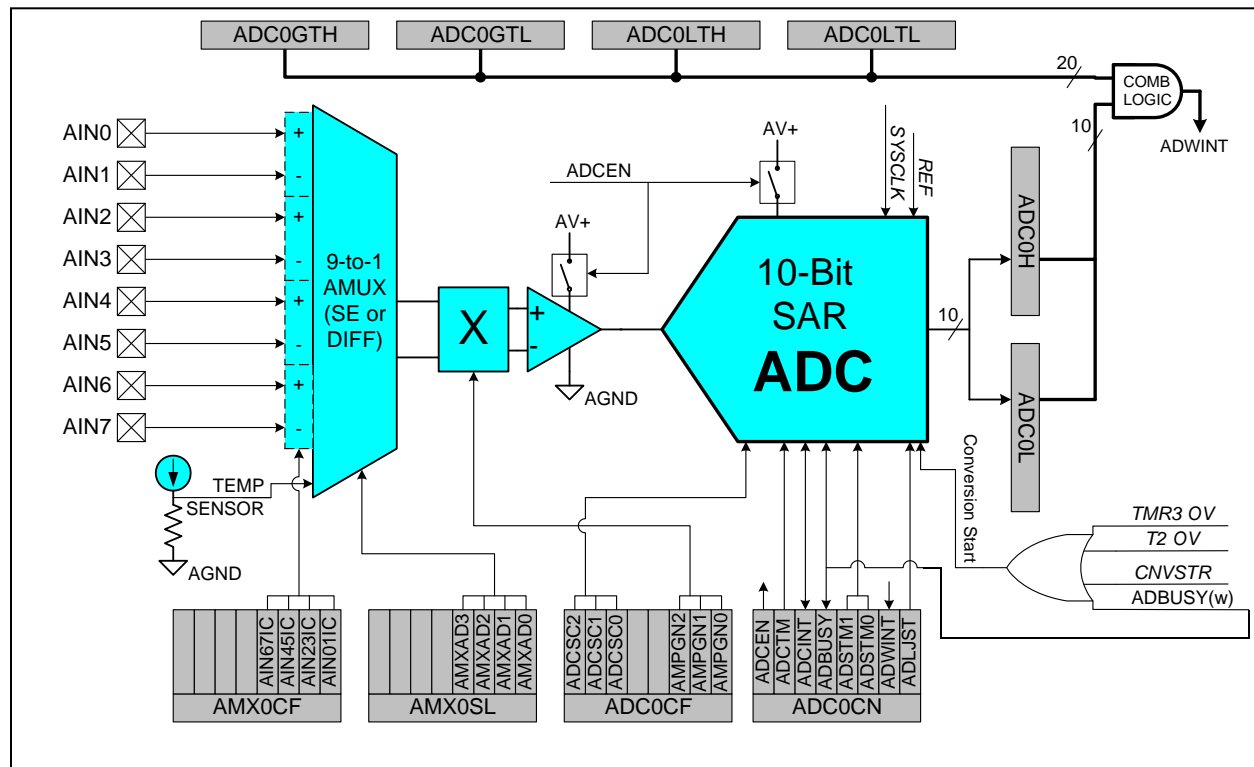 ADC0GTH
ADC0GTL
ADC0LTH
ADC0LTL
20
COMB
LOGIC
10
ADWINT
AIN0
AIN1
AIN2
AIN3
AIN4
AIN5
AIN6
AIN7
+
-
+
-
+
-
+
-
9-to-1
AMUX
(SE or
DIFF)
TEMP
SENSOR
AGND
X
+
-
AV+
AGND
ADCEN
AV+
SYSCLK
REF
10-Bit
SAR
ADC
10
ADC0H
ADC0L
Conversion Start
TMR3 OV
T2 OV
CNVSTR
ADBUSY(w)
AIN67IC
AIN45IC
AIN23IC
AIN01IC
AMX0CF
AMXAD3
AMXAD2
AMXAD1
AMXAD0
AMX0SL
ADCSC2
ADCSC1
ADCSC0
AMPGN2
AMPGN1
AMPGN0
ADC0CF
ADCEN
ADCTM
ADCINT
ADBUSY
ADSTM1
ADSTM0
ADWINT
ADLJST
ADC0CN